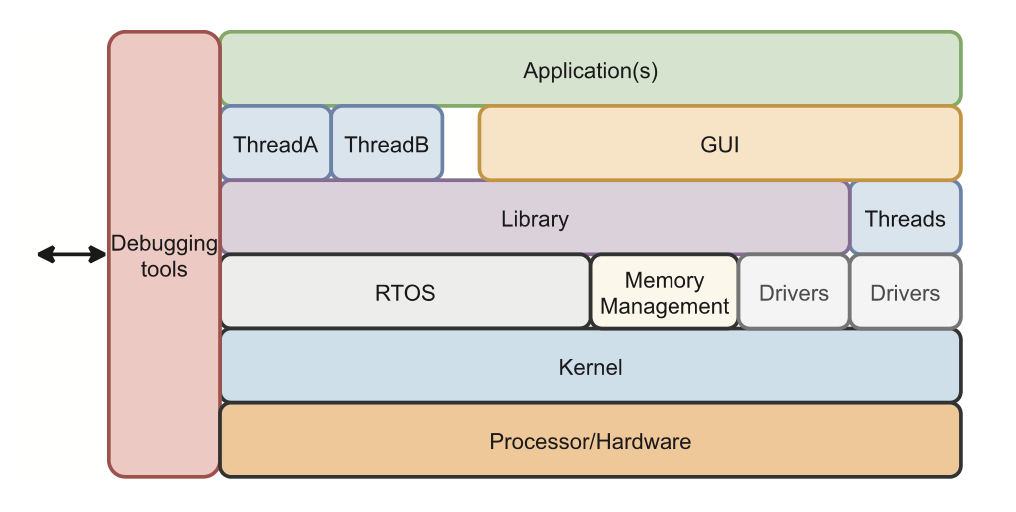 Application(s)
ThreadA
ThreadB
GUI
Library
Threads
Debugging
tools
RTOS
Memory
Management
Drivers
Drivers
Kernel
Processor/Hardware